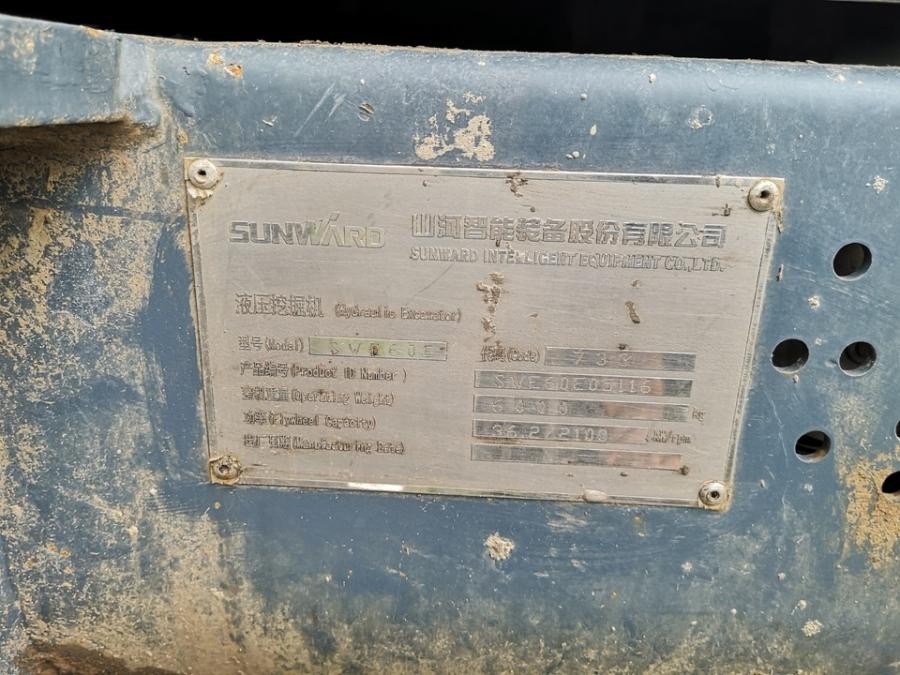 SUNWARD 山河智能装备股份有限公司
SUNWARD INTELLIGENT EQUIPMENT CO.,LTD.
液压挖掘机 (Hydraulic Excavator)
型号(Model) SWE60E 代码(Code)
产品编号(Product ID Number) SWE60E05116
整机重量(Operating Weight) 6000 kg
功率(Flywheel Capacity) 36.2/2100 kW/rpm
出厂日期(Manufacturing Date)